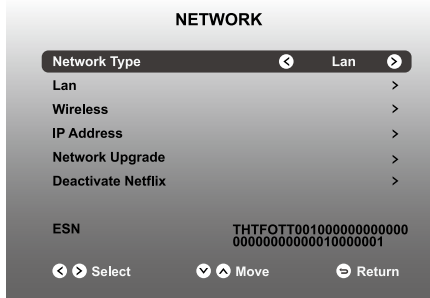 NETWORK
Network Type Lan
Lan
Wireless
IP Address
Network Upgrade
Deactivate Netflix
ESN THTFOTT001000000000000
00000000000010000001
Select Move Return